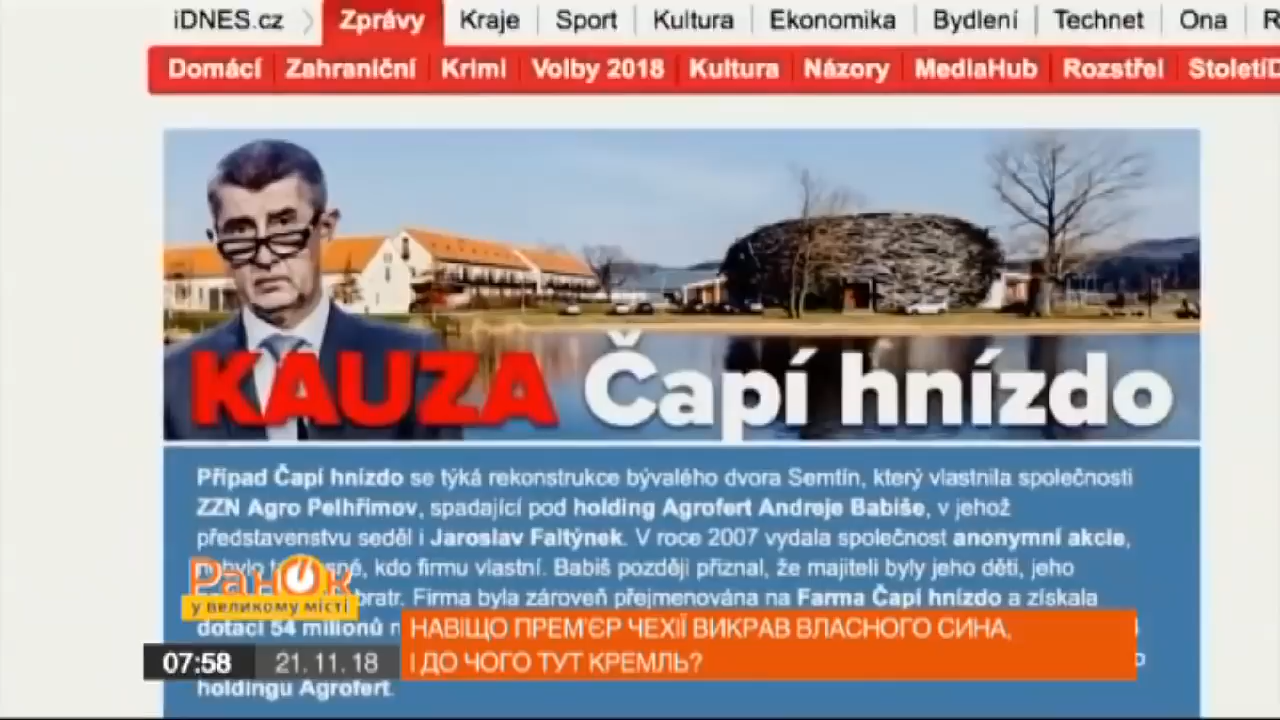 iDNES.cz Zprávy Kraje Sport Kultura Ekonomika Bydlení Technet Ona
Domácí Zahraniční Krimi Volby 2018 Kultura Názory MediaHub Rozstřel StoletíD
KAUZA Čapí hnízdo
Případ Čapí hnízdo se týká rekonstrukce bývalého dvora Semtín, který vlastnila společnosti
ZZN Agro Pelhřimov, spadající pod holding Agrofert Andreje Babiše, v jehož
představenstvu seděl i Jaroslav Faltýnek. V roce 2007 vydala společnost anonymní akcie,
kdo firmu vlastní. Babiš později přiznal, že majiteli byly jeho děti, jeho
bratr. Firma byla zároveň přejmenována na Farma Čapí hnízdo a získala
dotaci 54 milionů
holdingu Agrofert.
Ранок
у великому місті
НАВІЩО ПРЕМ'ЄР ЧЕХІЇ ВИКРАВ ВЛАСНОГО СИНА,
І ДО ЧОГО ТУТ КРЕМЛЬ?
07:58 21.11.18